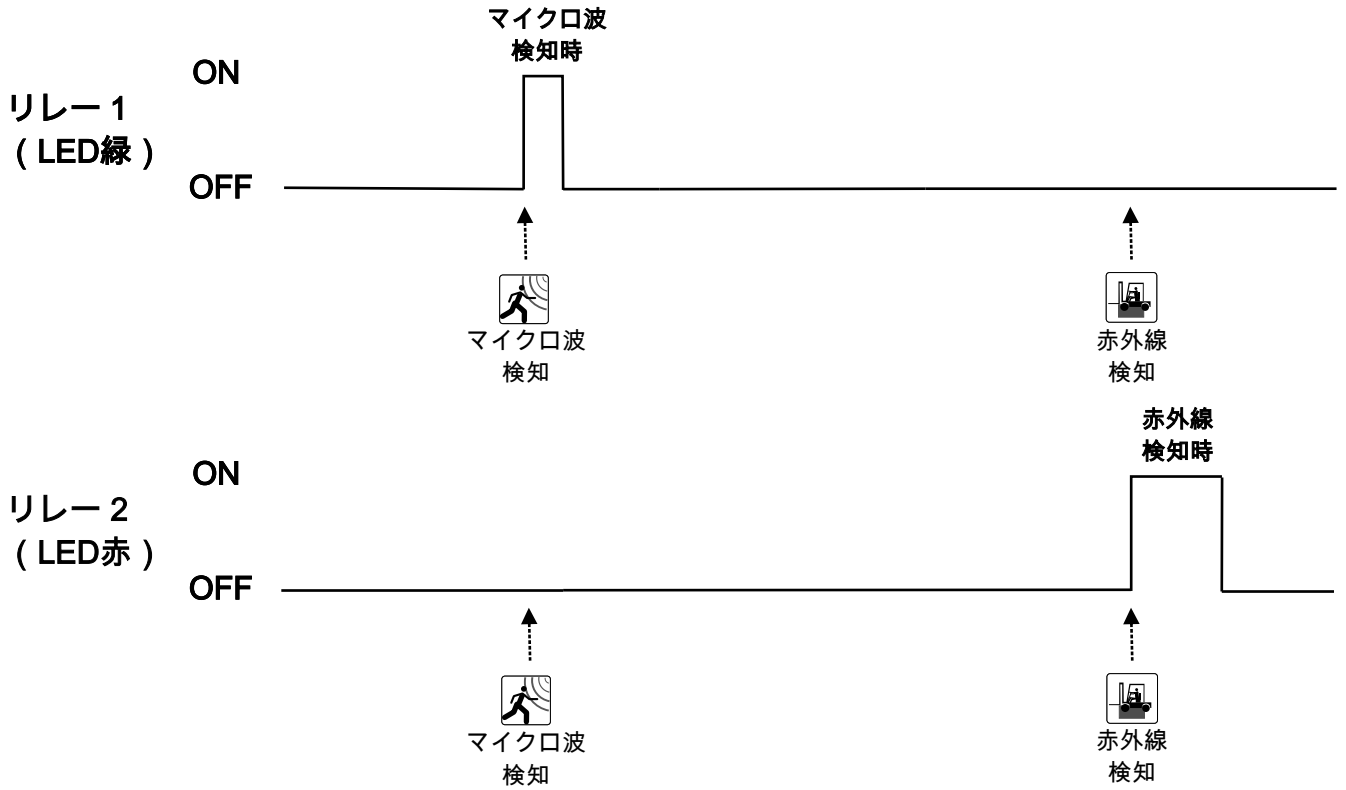 マイクロ波
検知時
ON
リレー1
(LED緑)
OFF
マイクロ波
検知
赤外線
検知
赤外線
検知時
ON
リレー2
(LED赤)
OFF
マイクロ波
検知
赤外線
検知